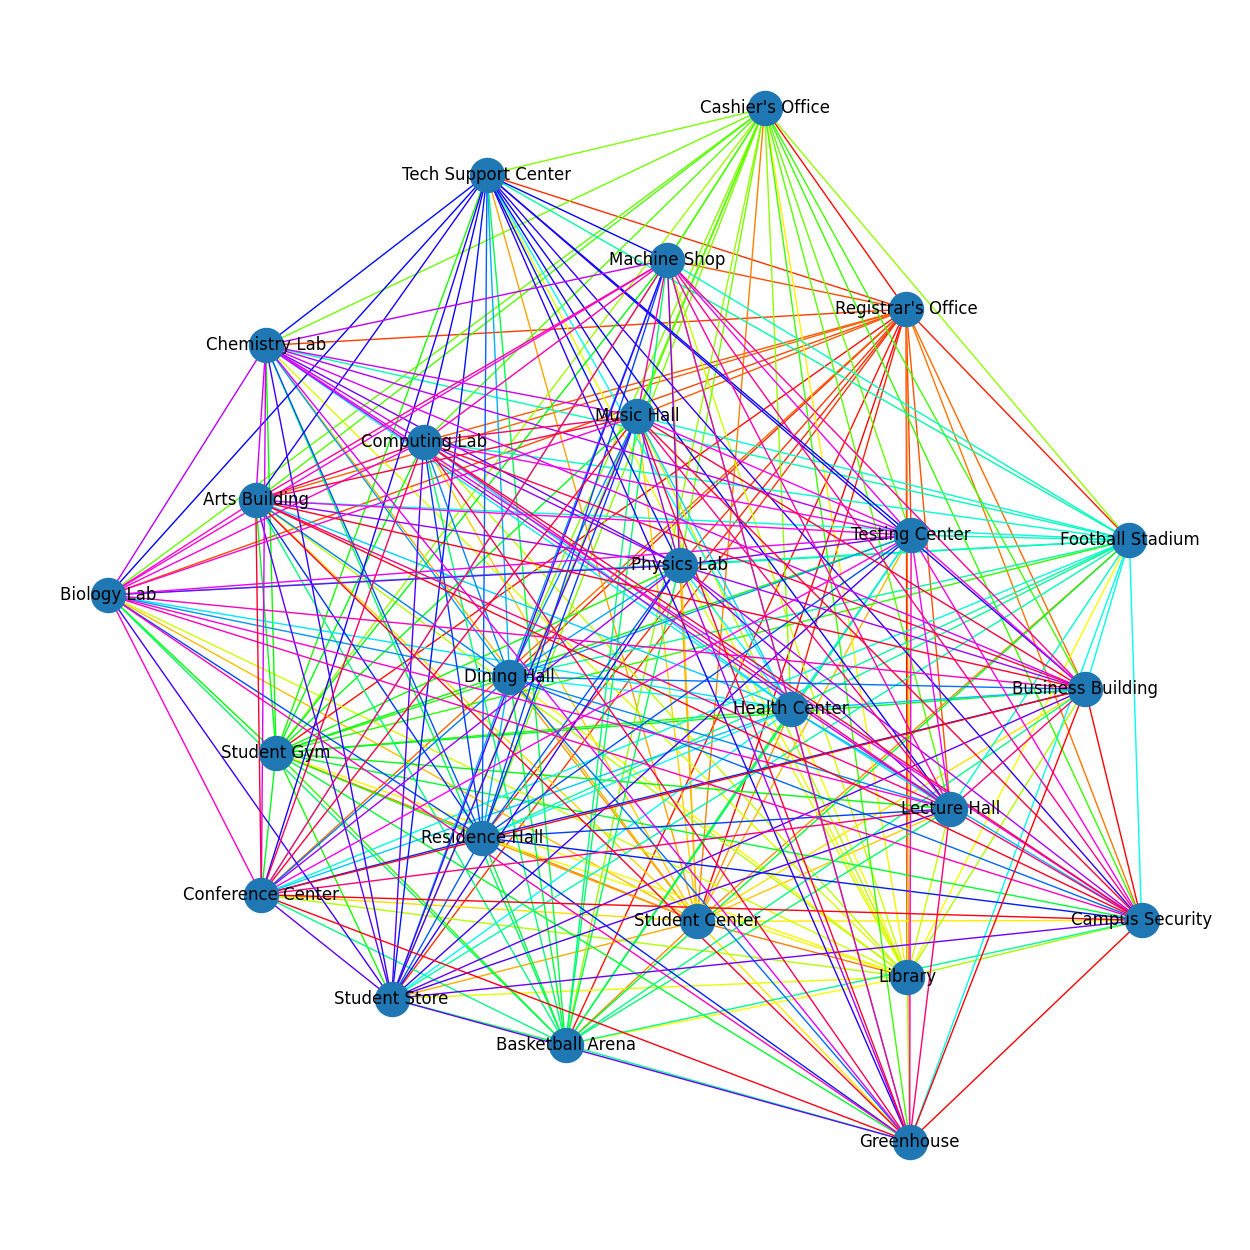 Cashier's Office
Tech Support Center
Machine Shop
Registrar's Office
Chemistry Lab
Music Hall
Computing Lab
Arts Building
Testing Center
Football Stadium
Physics Lab
Biology Lab
Dining Hall
Business Building
Health Center
Student Gym
Lecture Hall
Residence Hall
Conference Center
Student Center
Campus Security
Library
Student Store
Basketball Arena
Greenhouse